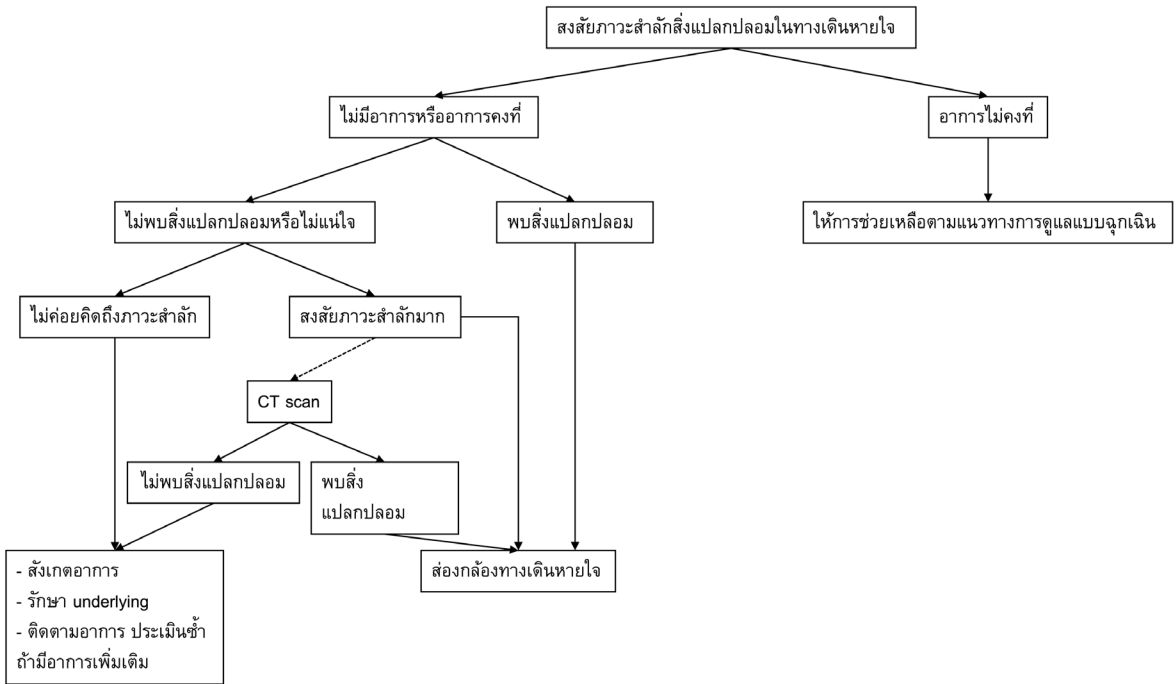 สงสัยภาวะสำลักสิ่งแปลกปลอมในทางเดินหายใจ
ไม่มีอาการหรืออาการคงที่
อาการไม่คงที่
ไม่พบสิ่งแปลกปลอมหรือไม่แน่ใจ
พบสิ่งแปลกปลอม
ให้การช่วยเหลือตามแนวทางการดูแลแบบฉุกเฉิน
ไม่ค่อยคิดถึงภาวะสำลัก
สงสัยภาวะสำลักมาก
CT scan
ไม่พบสิ่งแปลกปลอม
พบสิ่ง
แปลกปลอม
- สังเกตอาการ
- รักษา underlying
- ติดตามอาการ ประเมินซ้ำ
ถ้ามีอาการเพิ่มเติม
ส่องกล้องทางเดินหายใจ